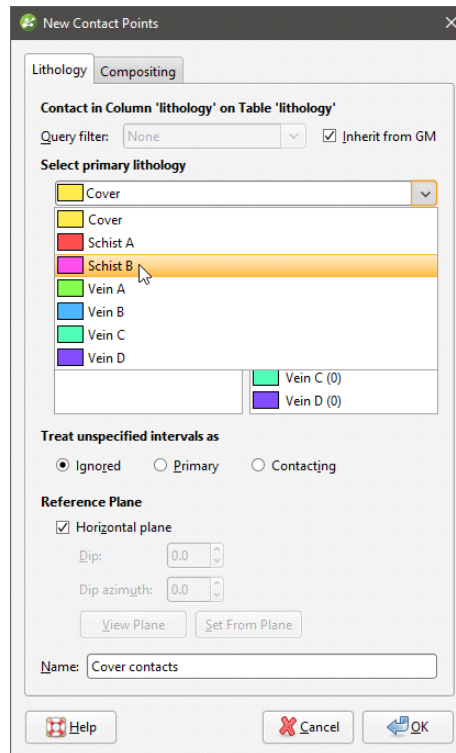 New Contact Points
Lithology Compositing
Contact in Column 'lithology' on Table 'lithology'
Query filter: None Inherit from GM
Select primary lithology
Cover
Cover
Schist A
Schist B
Vein A
Vein B
Vein C
Vein D
Vein C (0)
Vein D (0)
Treat unspecified intervals as
Ignored Primary Contacting
Reference Plane
Horizontal plane
Dip: 0.0
Dip azimuth: 0.0
View Plane Set From Plane
Name: Cover contacts
Help Cancel OK